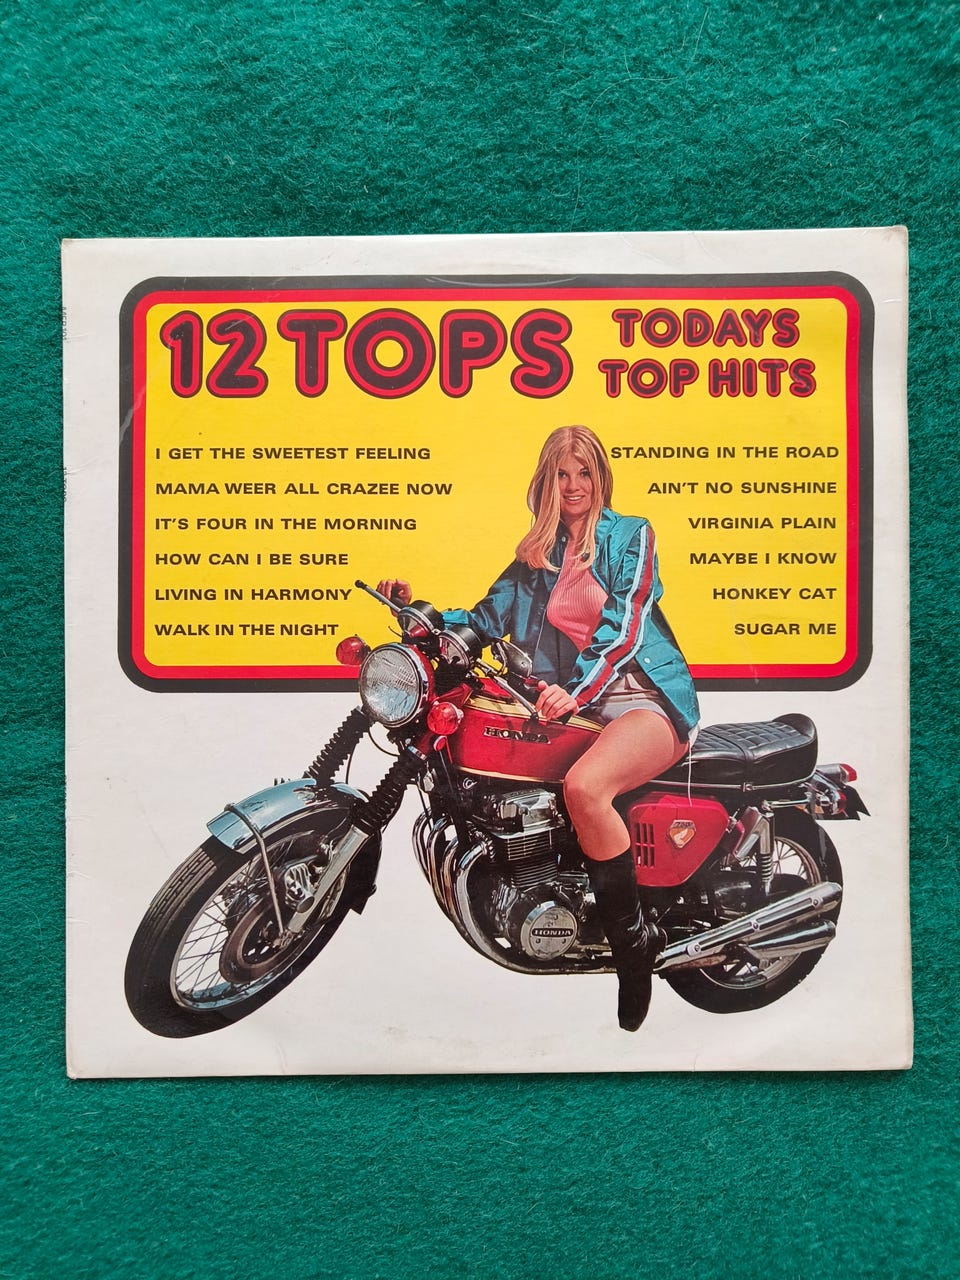 12 TOPS
TODAYS
TOP HITS
I GET THE SWEETEST FEELING
MAMA WEER ALL CRAZEE NOW
IT'S FOUR IN THE MORNING
HOW CAN I BE SURE
LIVING IN HARMONY
WALK IN THE NIGHT
STANDING IN THE ROAD
AIN'T NO SUNSHINE
VIRGINIA PLAIN
MAYBE I KNOW
HONKEY CAT
SUGAR ME
HONDA
750
HONDA